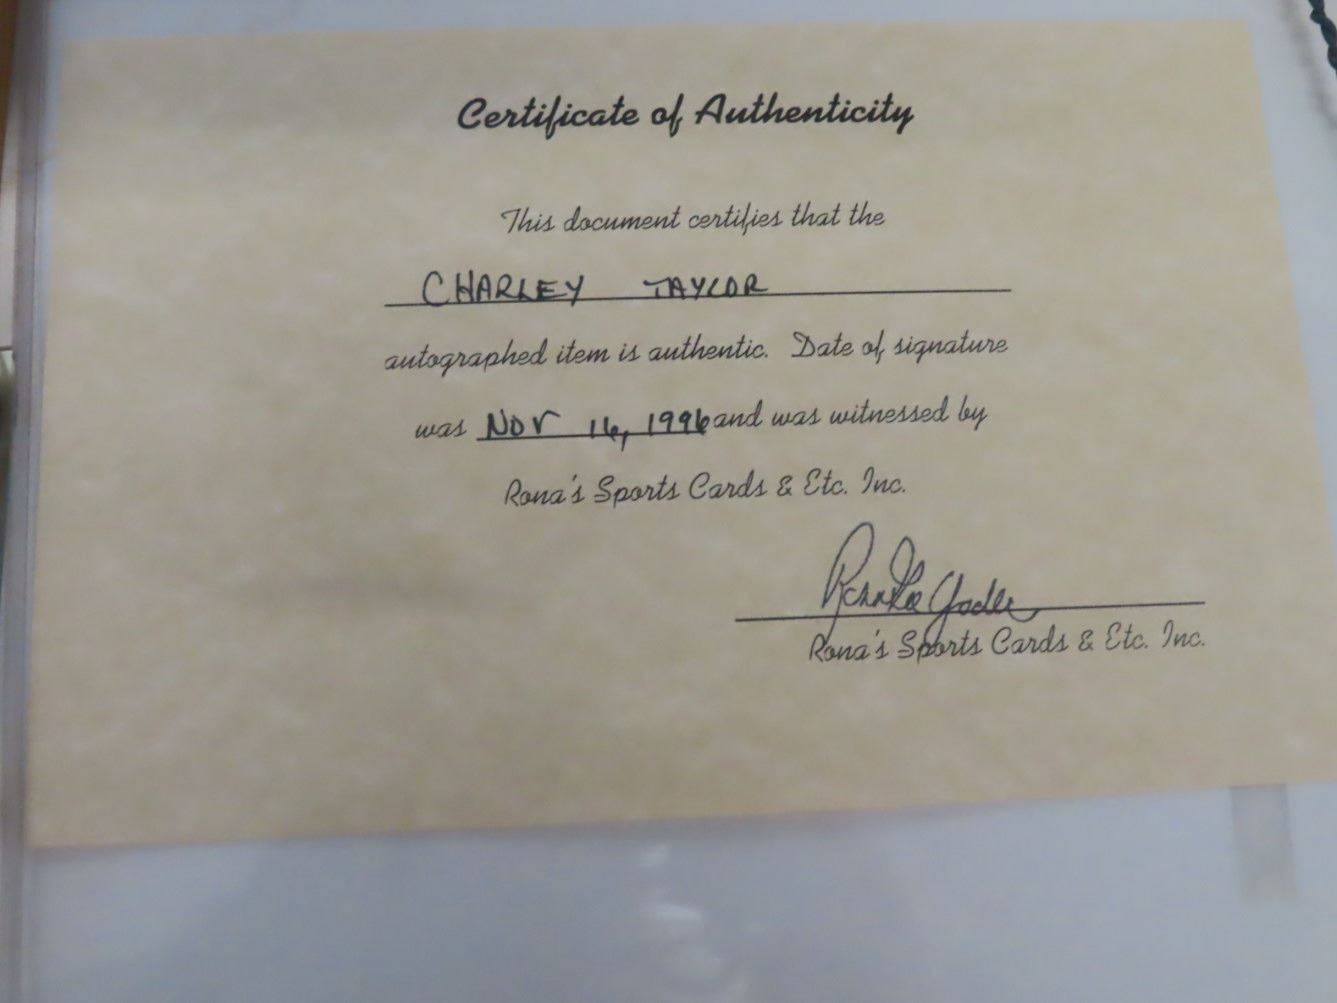 Certificate of Authenticity
This document certifies that the
CHARLEY TAYLOR
autographed item is authentic. Date of signature
was NOV 16, 1996 and was witnessed by
Rona's Sports Cards & Etc. Inc.
Rona's Sports Cards & Etc. Inc.